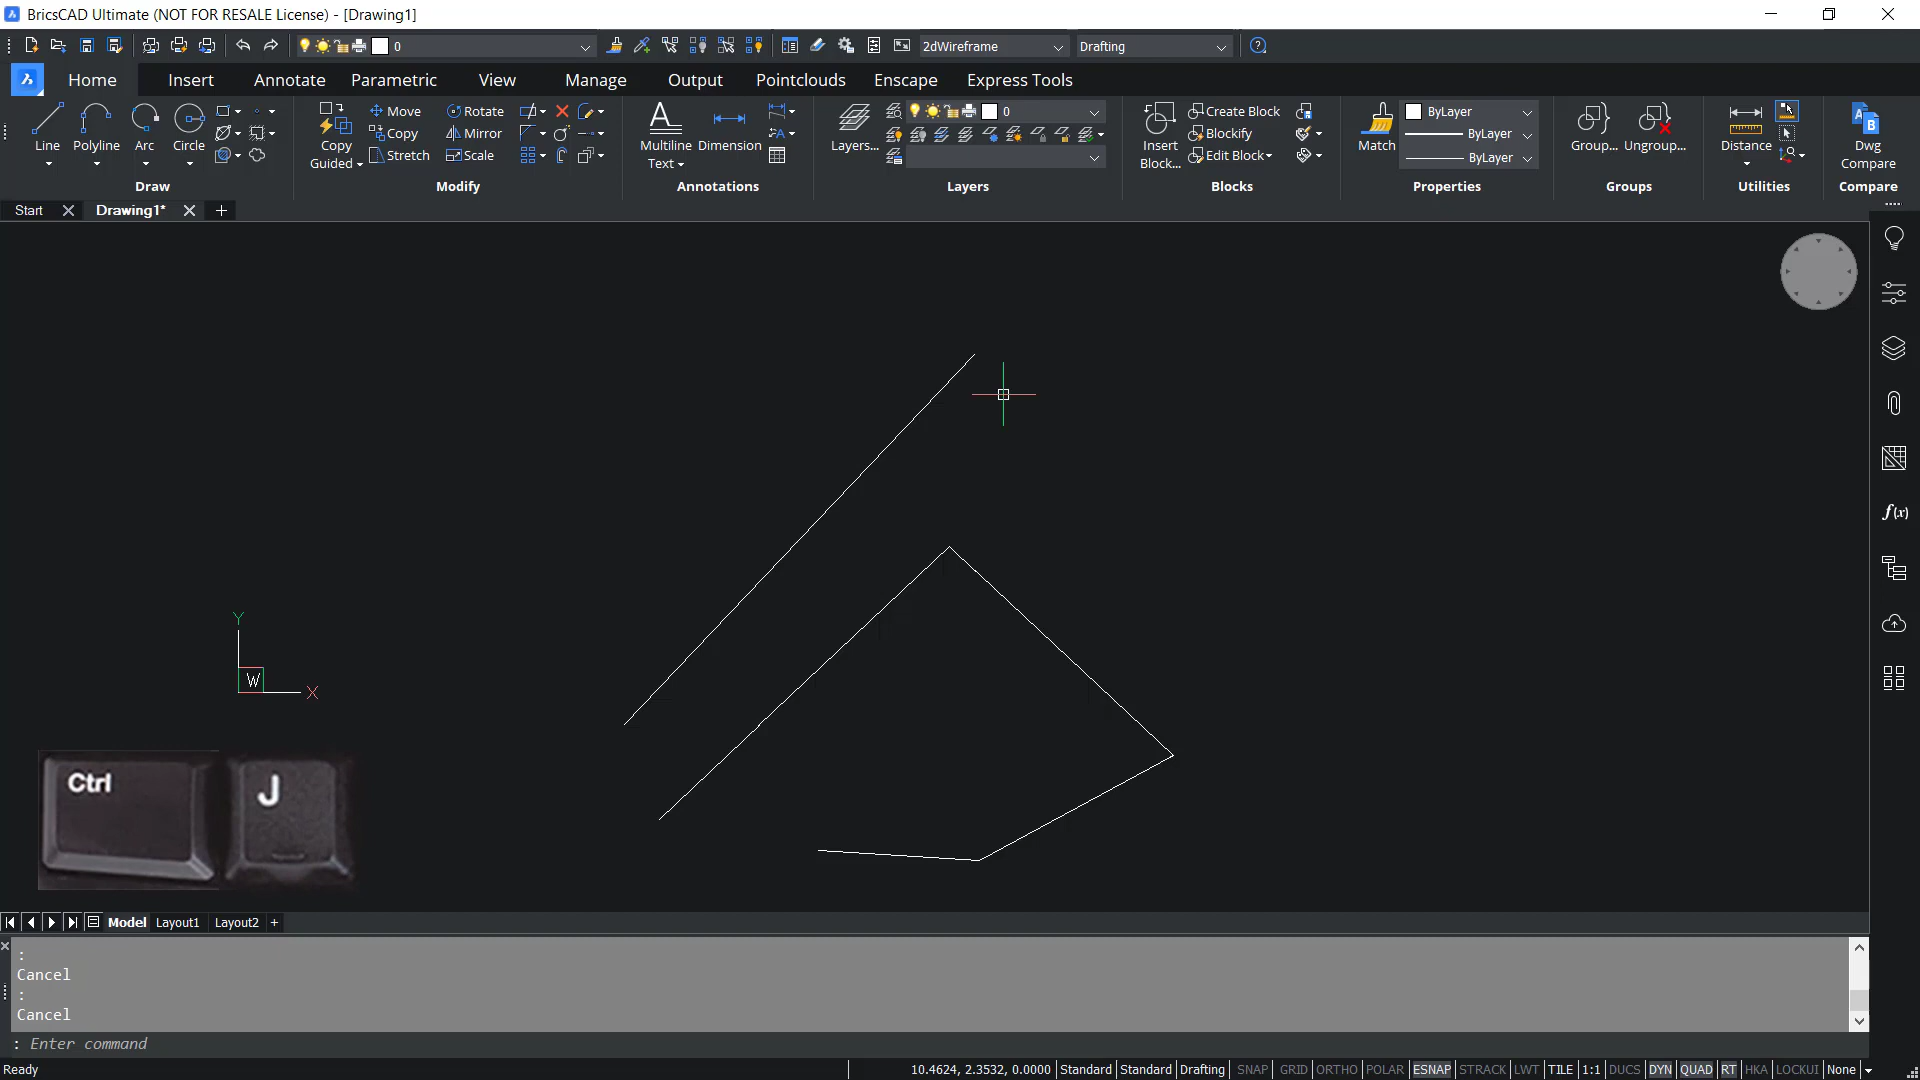 BricsCAD Ultimate (NOT FOR RESALE License) - [Drawing1]
0
2dWireframe
Drafting
Home Insert Annotate Parametric View Manage Output Pointclouds Enscape Express Tools
Line Polyline Arc Circle
Draw
Copy Guided
Move
Copy
Stretch
Rotate
Mirror
Scale
Modify
Multiline Text
Dimension
Annotations
Layers...
0
Layers
Insert Block...
Create Block
Blockify
Edit Block
Blocks
Match
ByLayer
ByLayer
ByLayer
Properties
Group... Ungroup...
Groups
Distance
Utilities
Dwg Compare
Compare
Start Drawing1*
Y
W
X
Ctrl J
f(x)
Model Layout1 Layout2 +
:
Cancel
:
Cancel
: Enter command
Ready
10.4624, 2.3532, 0.0000 Standard Standard Drafting SNAP GRID ORTHO POLAR ESNAP STRACK LWT TILE 1:1 DUCS DYN QUAD RT HKA LOCKUI None